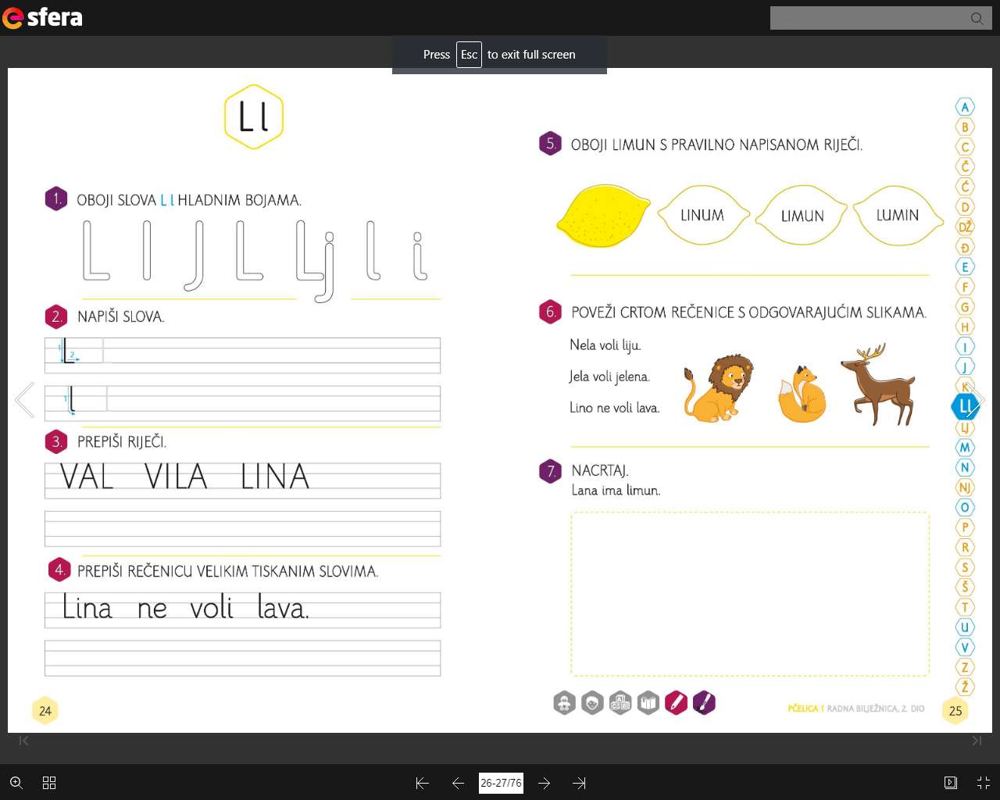 sfera
Press Esc to exit full screen
L l
1. OBOJI SLOVA L l HLADNIM BOJAMA.
L I J L Lj l i
2. NAPIŠI SLOVA.
1 L 2 L
1 l l
3. PREPIŠI RIJEČI.
VAL VILA LINA
4. PREPIŠI REČENICU VELIKIM TISKANIM SLOVIMA.
Lina ne voli lava.
24
5. OBOJI LIMUN S PRAVILNO NAPISANOM RIJEČI.
LINUM LIMUN LUMIN
6. POVEŽI CRTOM REČENICE S ODGOVARAJUĆIM SLIKAMA.
Nela voli liju.
Jela voli jelena.
Lino ne voli lava.
7. NACRTAJ.
Lana ima limun.
PČELICA 1 RADNA BILJEŽNICA, 2. DIO
25
A
B
C
Č
Ć
D
DŽ
Đ
E
F
G
H
I
J
K
Ll
LJ
M
N
NJ
O
P
R
S
Š
T
U
V
Z
Ž
26-27/76